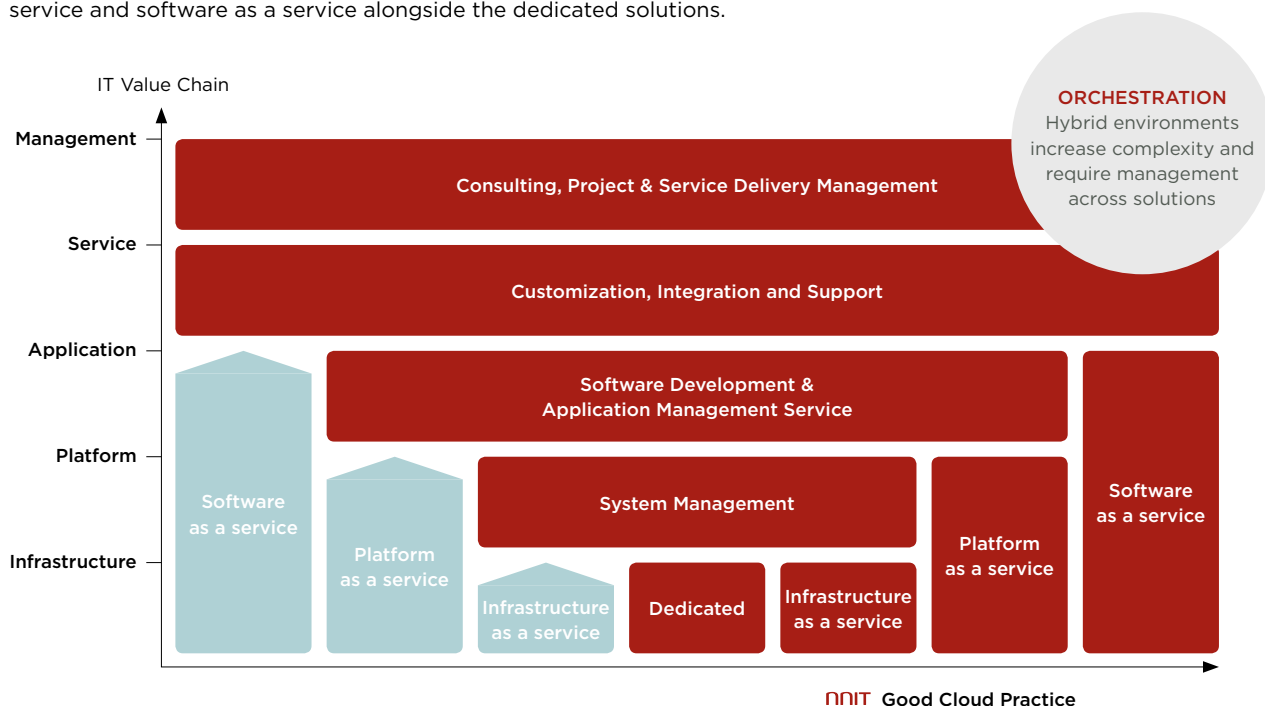 service and software as a service alongside the dedicated solutions.
IT Value Chain
ORCHESTRATION
Hybrid environments
increase complexity and
require management
across solutions
Management
Consulting, Project & Service Delivery Management
Service
Customization, Integration and Support
Application
Software Development &
Application Management Service
Platform
System Management
Software
as a service
Software
as a service
Platform
as a service
Platform
as a service
Infrastructure
Infrastructure
as a service
Dedicated
Infrastructure
as a service
nnit Good Cloud Practice